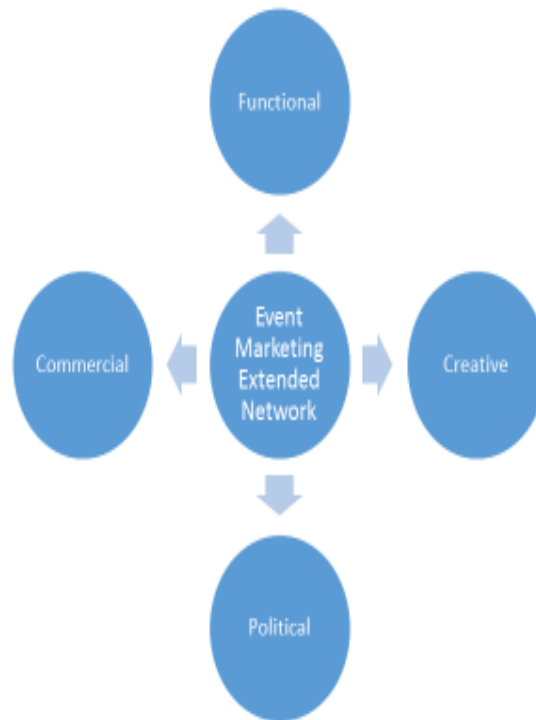 Functional
Commercial
Event
Marketing
Extended
Network
Creative
Political